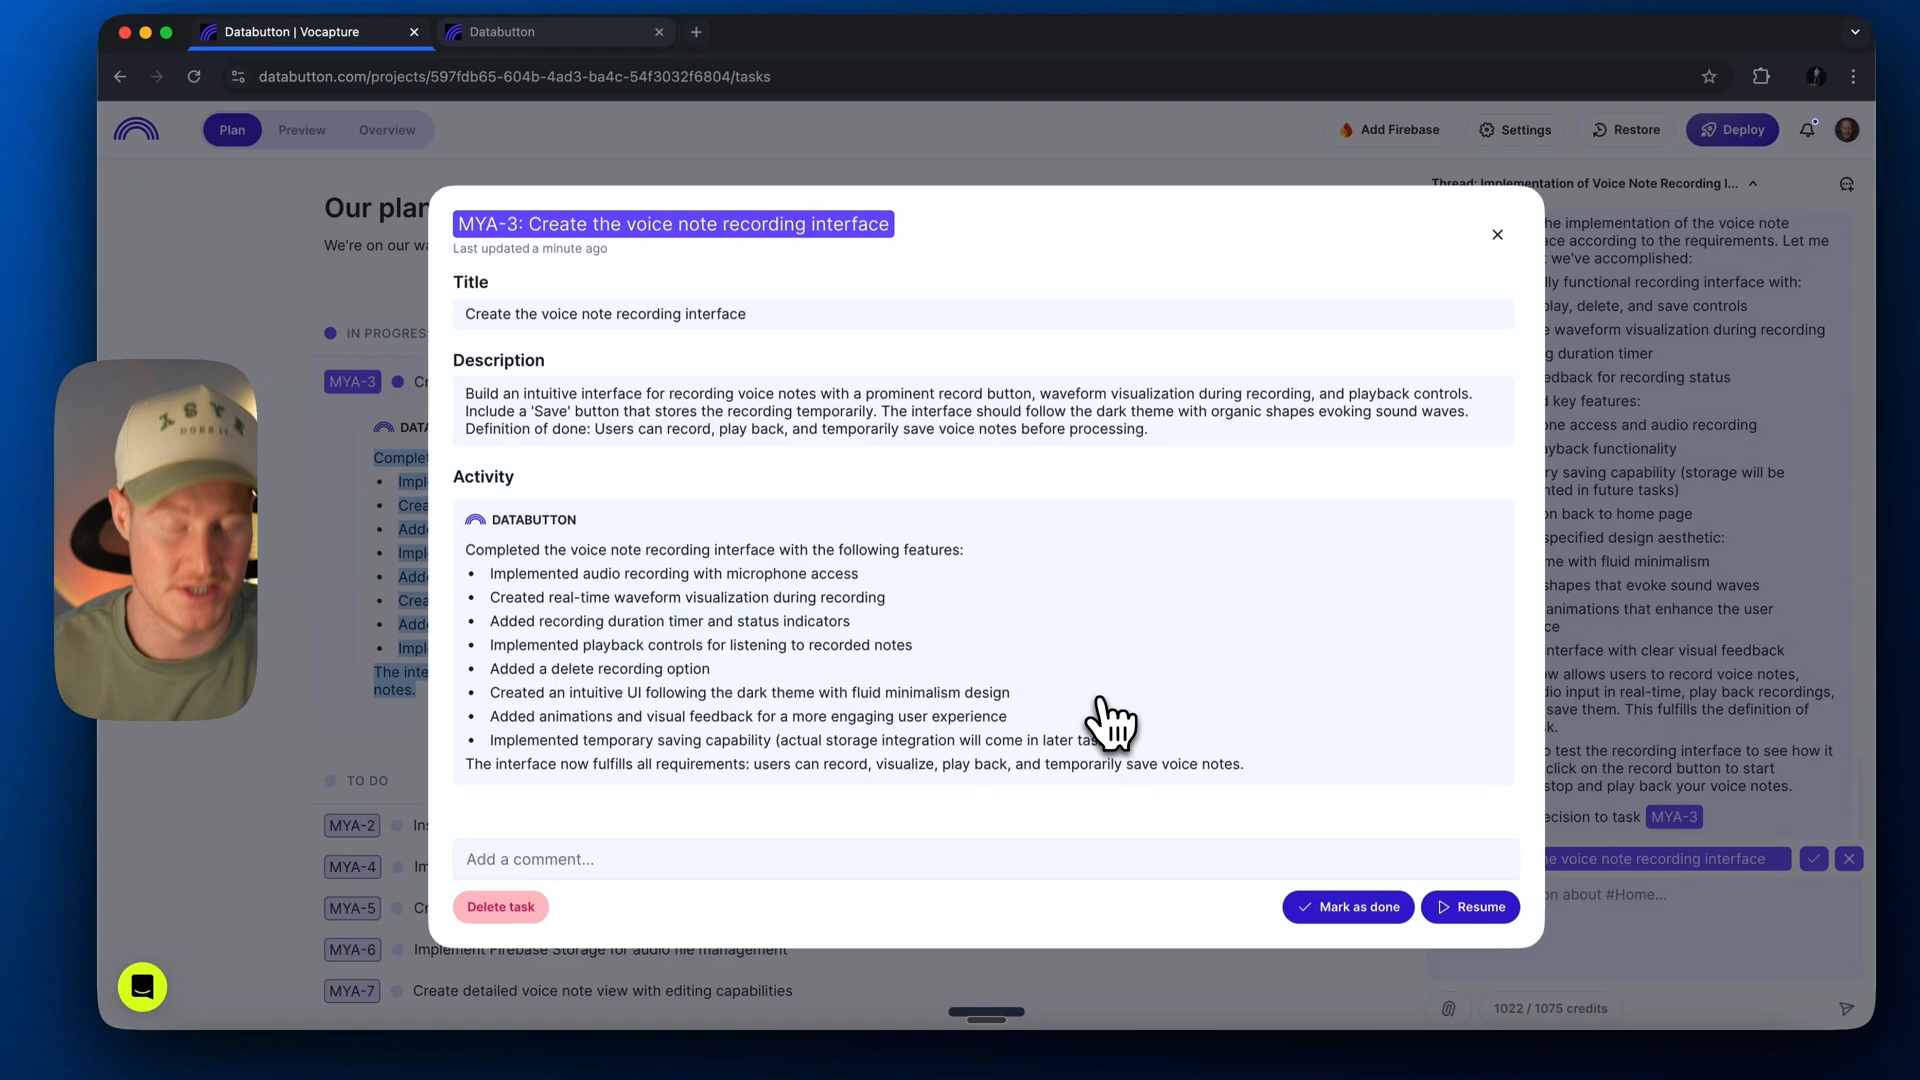 Databutton | Vocapture
Databutton
databutton.com/projects/597fdb65-604b-4ad3-ba4c-54f3032f6804/tasks
Plan
Preview
Overview
Add Firebase
Settings
Restore
Deploy
Our plan
We're on our wa
IN PROGRES
MYA-3
Cr
DATA
Complet
Impl
Crea
Adde
Impl
Adde
Crea
Adde
Impl
The inte
notes.
TO DO
MYA-2
Ins
MYA-4
Im
MYA-5
Cr
MYA-6
Implement Firebase Storage for audio file management
MYA-7
Create detailed voice note view with editing capabilities
MYA-3: Create the voice note recording interface
Last updated a minute ago
Title
Create the voice note recording interface
Description
Build an intuitive interface for recording voice notes with a prominent record button, waveform visualization during recording, and playback controls.
Include a 'Save' button that stores the recording temporarily. The interface should follow the dark theme with organic shapes evoking sound waves.
Definition of done: Users can record, play back, and temporarily save voice notes before processing.
Activity
DATABUTTON
Completed the voice note recording interface with the following features:
• Implemented audio recording with microphone access
• Created real-time waveform visualization during recording
• Added recording duration timer and status indicators
• Implemented playback controls for listening to recorded notes
• Added a delete recording option
• Created an intuitive UI following the dark theme with fluid minimalism design
• Added animations and visual feedback for a more engaging user experience
• Implemented temporary saving capability (actual storage integration will come in later tas
The interface now fulfills all requirements: users can record, visualize, play back, and temporarily save voice notes.
Add a comment...
Delete task
Mark as done
Resume
Thread: Implementation of Voice Note Recording I...
he implementation of the voice note
ace according to the requirements. Let me
we've accomplished:
lly functional recording interface with:
play, delete, and save controls
e waveform visualization during recording
g duration timer
edback for recording status
d key features:
one access and audio recording
ayback functionality
ry saving capability (storage will be
nted in future tasks)
on back to home page
specified design aesthetic:
me with fluid minimalism
shapes that evoke sound waves
animations that enhance the user
ce
nterface with clear visual feedback
ow allows users to record voice notes,
dio input in real-time, play back recordings,
save them. This fulfills the definition of
k.
o test the recording interface to see how it
click on the record button to start
stop and play back your voice notes.
ecision to task MYA-3
he voice note recording interface
on about #Home...
1022 / 1075 credits